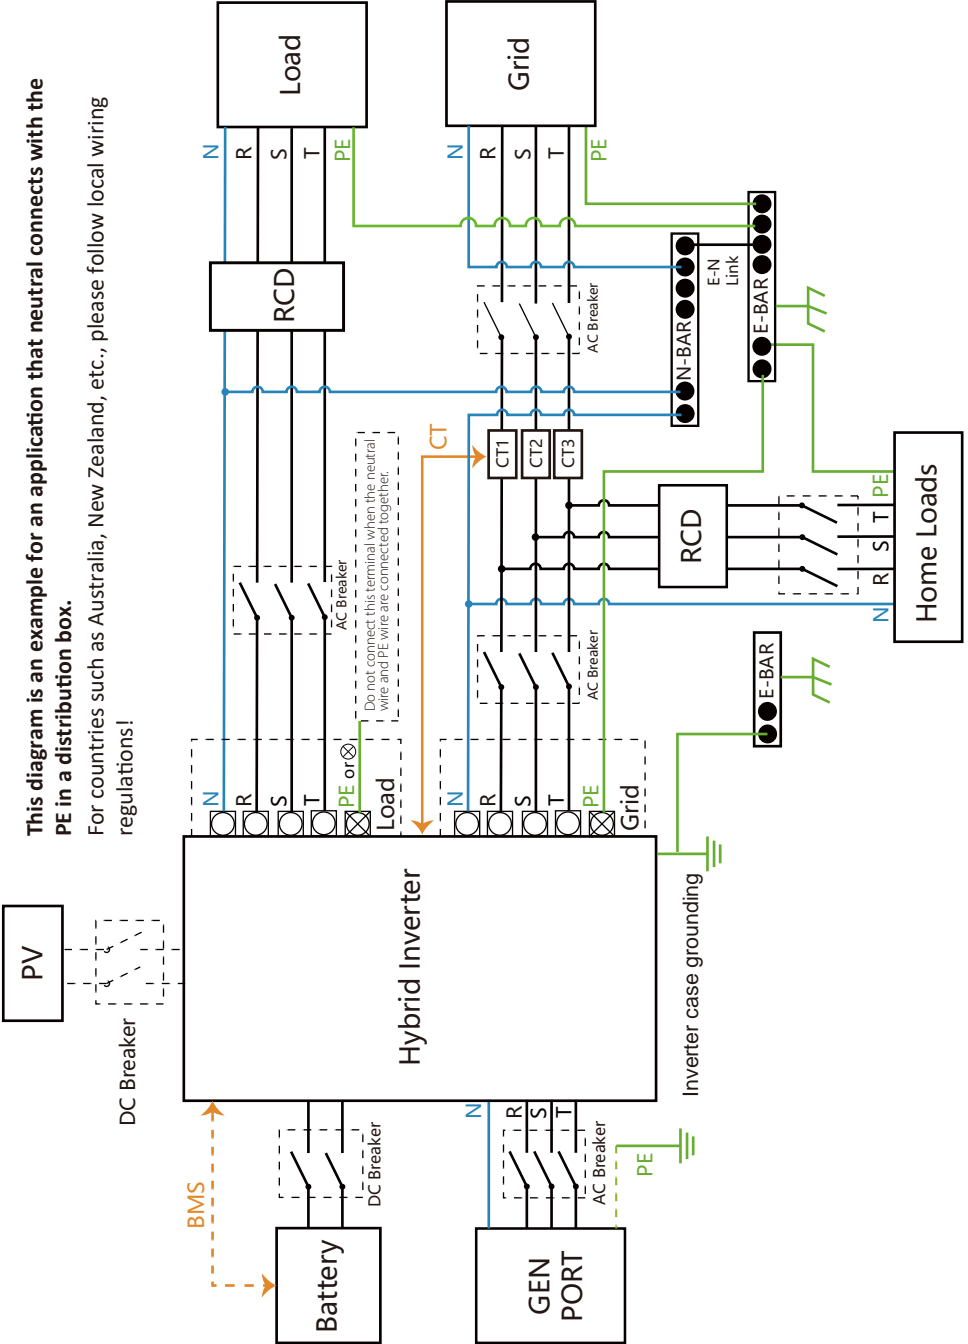 This diagram is an example for an application that neutral connects with the
PE in a distribution box.
For countries such as Australia, New Zealand, etc., please follow local wiring
regulations!
PV
DC Breaker
BMS
Battery
DC Breaker
Hybrid Inverter
N
R
S
T
PE or
Load
AC Breaker
Do not connect this terminal when the neutral
wire and PE wire are connected together.
RCD
N
R
S
T
PE
Load
N
R
S
T
PE
Grid
CT
AC Breaker
CT1
CT2
CT3
AC Breaker
N
R
S
T
PE
Grid
N-BAR
E-N
Link
E-BAR
RCD
N
R
S
T
PE
Home Loads
E-BAR
Inverter case grounding
GEN
PORT
AC Breaker
N
R
S
T
PE